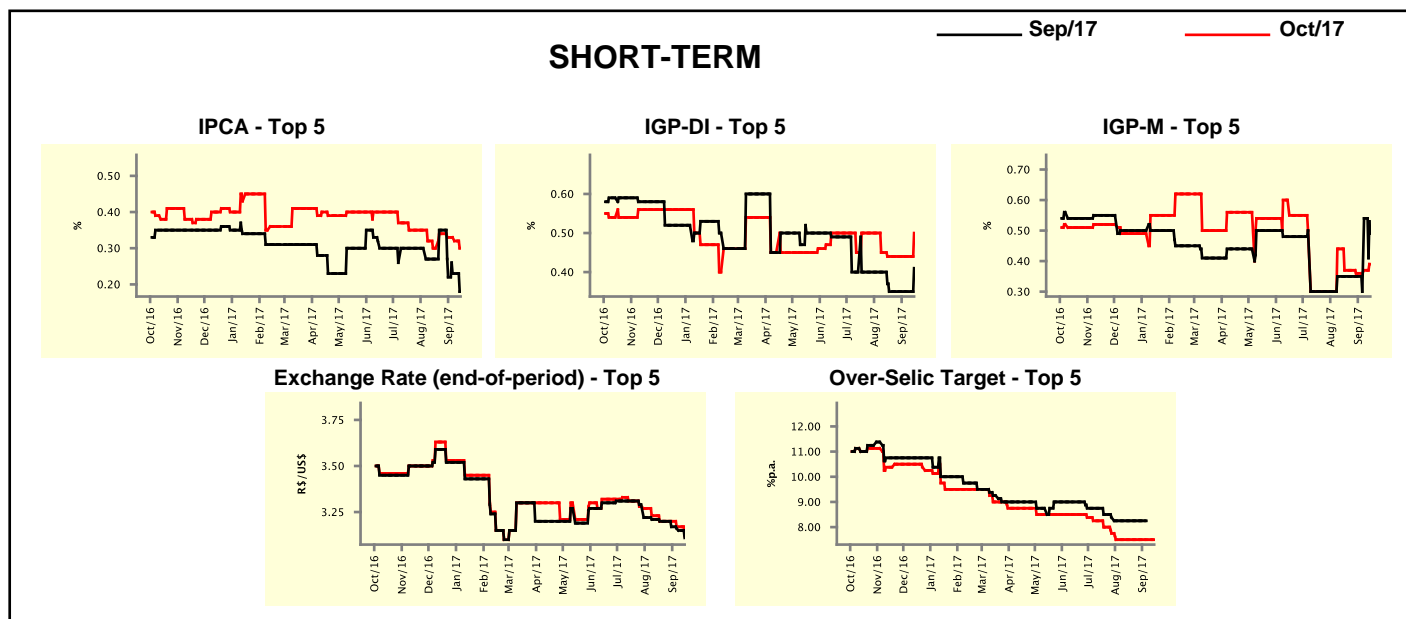 Sep/17 Oct/17
SHORT-TERM
IPCA - Top 5
%
0.50
0.40
0.30
0.20
Oct/16 Nov/16 Dec/16 Jan/17 Feb/17 Mar/17 Apr/17 May/17 Jun/17 Jul/17 Aug/17 Sep/17
IGP-DI - Top 5
%
0.60
0.50
0.40
Oct/16 Nov/16 Dec/16 Jan/17 Feb/17 Mar/17 Apr/17 May/17 Jun/17 Jul/17 Aug/17 Sep/17
IGP-M - Top 5
%
0.70
0.60
0.50
0.40
0.30
Oct/16 Nov/16 Dec/16 Jan/17 Feb/17 Mar/17 Apr/17 May/17 Jun/17 Jul/17 Aug/17 Sep/17
Exchange Rate (end-of-period) - Top 5
R$/US$
3.75
3.50
3.25
Oct/16 Nov/16 Dec/16 Jan/17 Feb/17 Mar/17 Apr/17 May/17 Jun/17 Jul/17 Aug/17 Sep/17
Over-Selic Target - Top 5
%p.a.
12.00
11.00
10.00
9.00
8.00
Oct/16 Nov/16 Dec/16 Jan/17 Feb/17 Mar/17 Apr/17 May/17 Jun/17 Jul/17 Aug/17 Sep/17